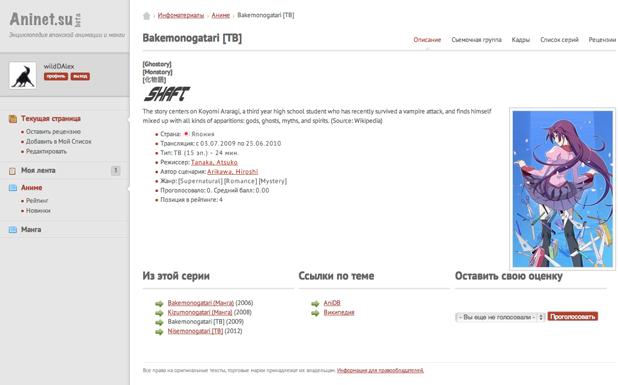 Aninet.su beta
Энциклопедия японской анимации и манги
wildDAlex
профиль выход
Текущая страница
Оставить рецензию
Добавить в Мой Список
Редактировать
Моя лента 1
Аниме
Рейтинг
Новинки
Манга
Инфоматериалы › Аниме › Bakemonogatari [ТВ]
Bakemonogatari [ТВ]
Описание Съемочная группа Кадры Список серий Рецензии
[Ghostory]
[Monstory]
[化物語]
SHAFT
The story centers on Koyomi Araragi, a third year high school student who has recently survived a vampire attack, and finds himself
mixed up with all kinds of apparitions: gods, ghosts, myths, and spirits. (Source: Wikipedia)
Страна: Япония
Трансляция: с 03.07.2009 по 25.06.2010
Тип: ТВ (15 эп.) - 24 мин.
Режиссер: Tanaka, Atsuko
Автор сценария: Arikawa, Hiroshi
Жанр: [Supernatural] [Romance] [Mystery]
Проголосовало: 0. Средний балл: 0.00
Позиция в рейтинге: 4
Из этой серии
Bakemonogatari (Манга) (2006)
Kizumonogatari (Манга) (2008)
Bakemonogatari [ТВ] (2009)
Nisemonogatari [ТВ] (2012)
Ссылки по теме
AniDB
Википедия
Оставить свою оценку
- Вы еще не голосовали - Проголосовать
Все права на оригинальные тексты, торговые марки принадлежат их владельцам. Информация для правообладателей.